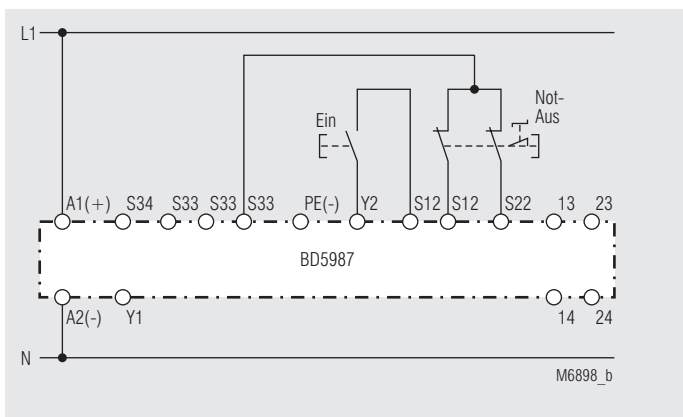 L1
Ein
Not-
Aus
A1(+) S34 S33 S33 S33 PE(-) Y2 S12 S12 S22 13 23
BD5987
A2(-) Y1 14 24
N
M6898_b